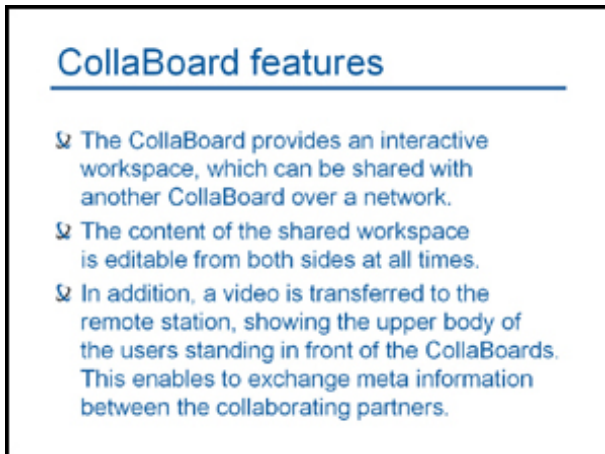 CollaBoard features
The CollaBoard provides an interactive
workspace, which can be shared with
another CollaBoard over a network.
The content of the shared workspace
is editable from both sides at all times.
In addition, a video is transferred to the
remote station, showing the upper body of
the users standing in front of the CollaBoards.
This enables to exchange meta information
between the collaborating partners.